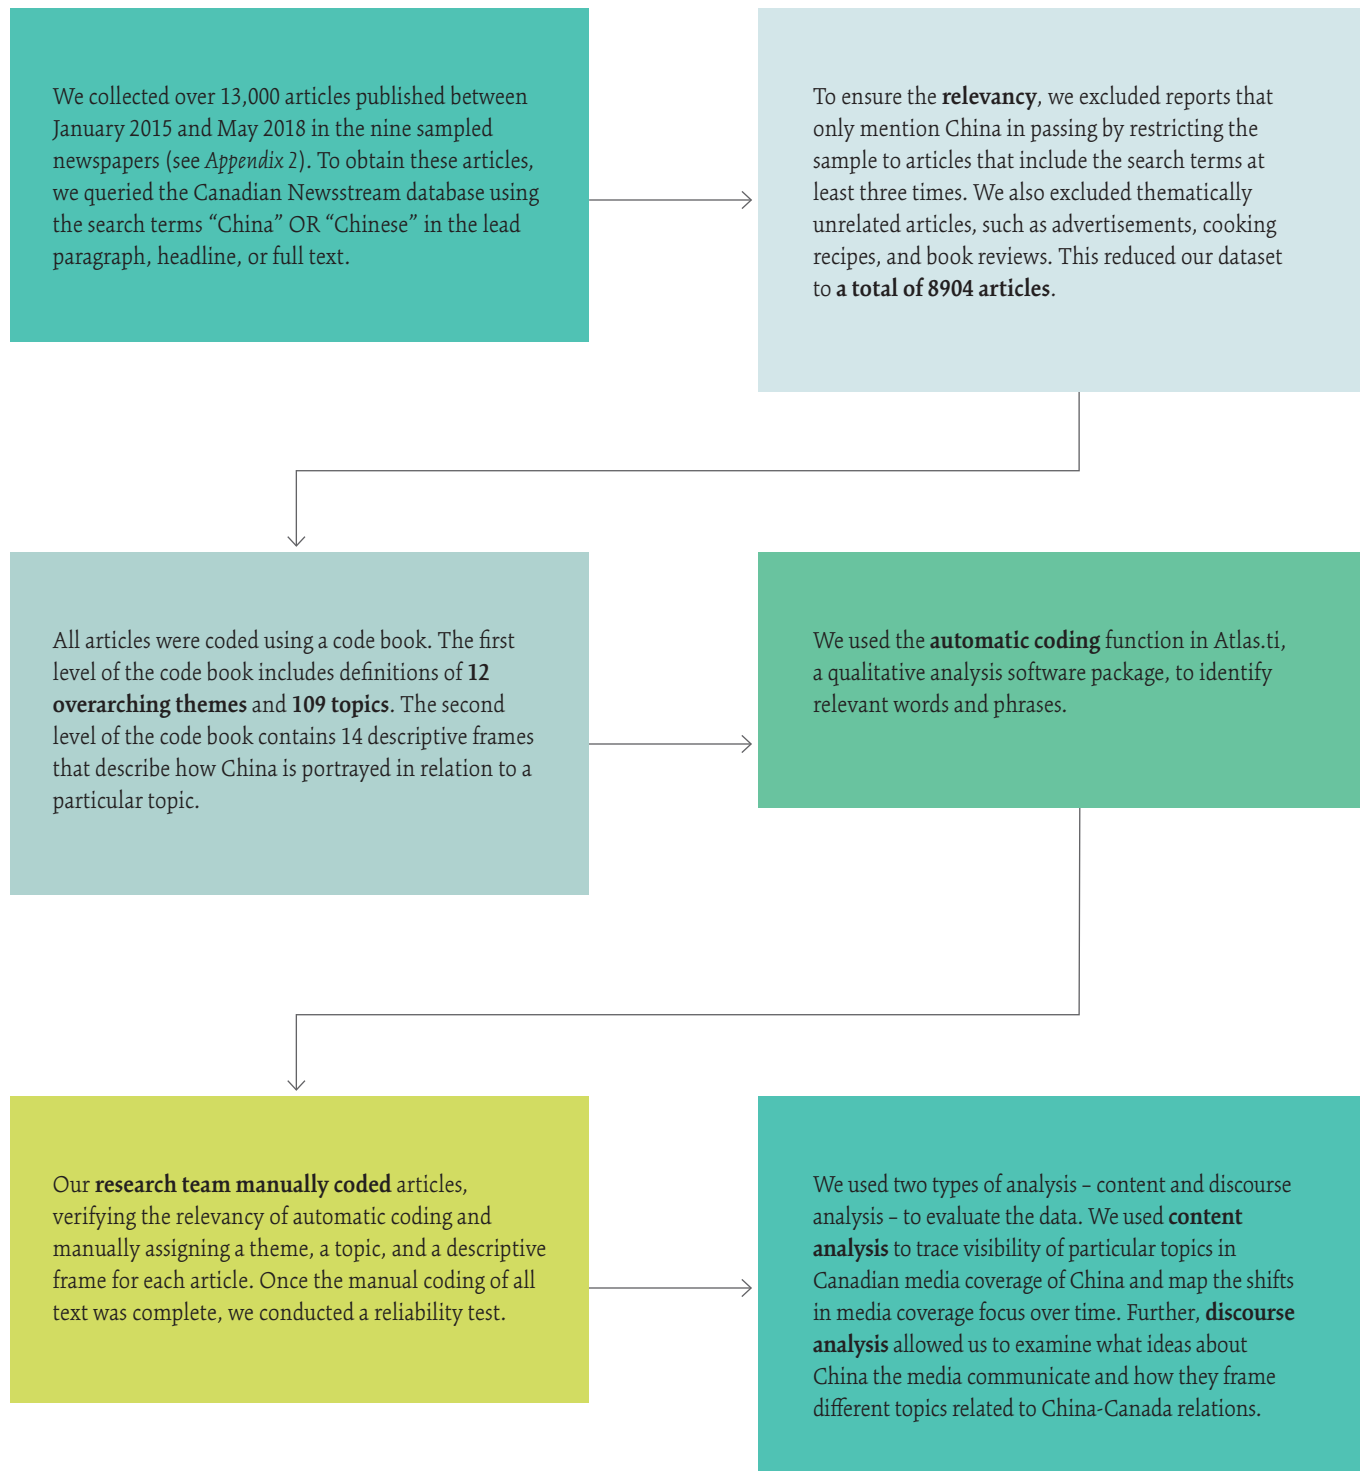 We collected over 13,000 articles published between
January 2015 and May 2018 in the nine sampled
newspapers (see Appendix 2). To obtain these articles,
we queried the Canadian Newsstream database using
the search terms “China” OR “Chinese” in the lead
paragraph, headline, or full text.
To ensure the relevancy, we excluded reports that
only mention China in passing by restricting the
sample to articles that include the search terms at
least three times. We also excluded thematically
unrelated articles, such as advertisements, cooking
recipes, and book reviews. This reduced our dataset
to a total of 8904 articles.
All articles were coded using a code book. The first
level of the code book includes definitions of 12
overarching themes and 109 topics. The second
level of the code book contains 14 descriptive frames
that describe how China is portrayed in relation to a
particular topic.
We used the automatic coding function in Atlas.ti,
a qualitative analysis software package, to identify
relevant words and phrases.
Our research team manually coded articles,
verifying the relevancy of automatic coding and
manually assigning a theme, a topic, and a descriptive
frame for each article. Once the manual coding of all
text was complete, we conducted a reliability test.
We used two types of analysis – content and discourse
analysis – to evaluate the data. We used content
analysis to trace visibility of particular topics in
Canadian media coverage of China and map the shifts
in media coverage focus over time. Further, discourse
analysis allowed us to examine what ideas about
China the media communicate and how they frame
different topics related to China-Canada relations.